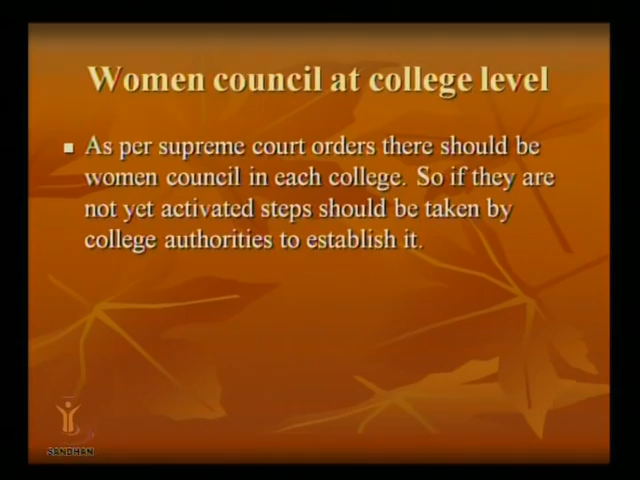 Women council at college level
As per supreme court orders there should be
women council in each college. So if they are
not yet activated steps should be taken by
college authorities to establish it.
SANDHAN